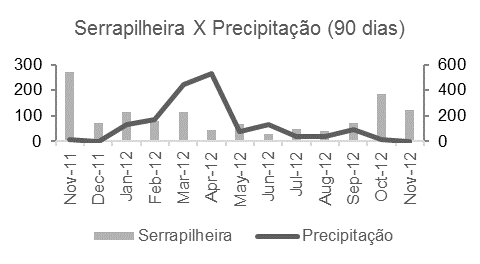 Serrapilheira X Precipitação (90 dias)
300 600
200 400
100 200
0 0
Nov-11 Dec-11 Jan-12 Feb-12 Mar-12 Apr-12 May-12 Jun-12 Jul-12 Aug-12 Sep-12 Oct-12 Nov-12
Serrapilheira Precipitação